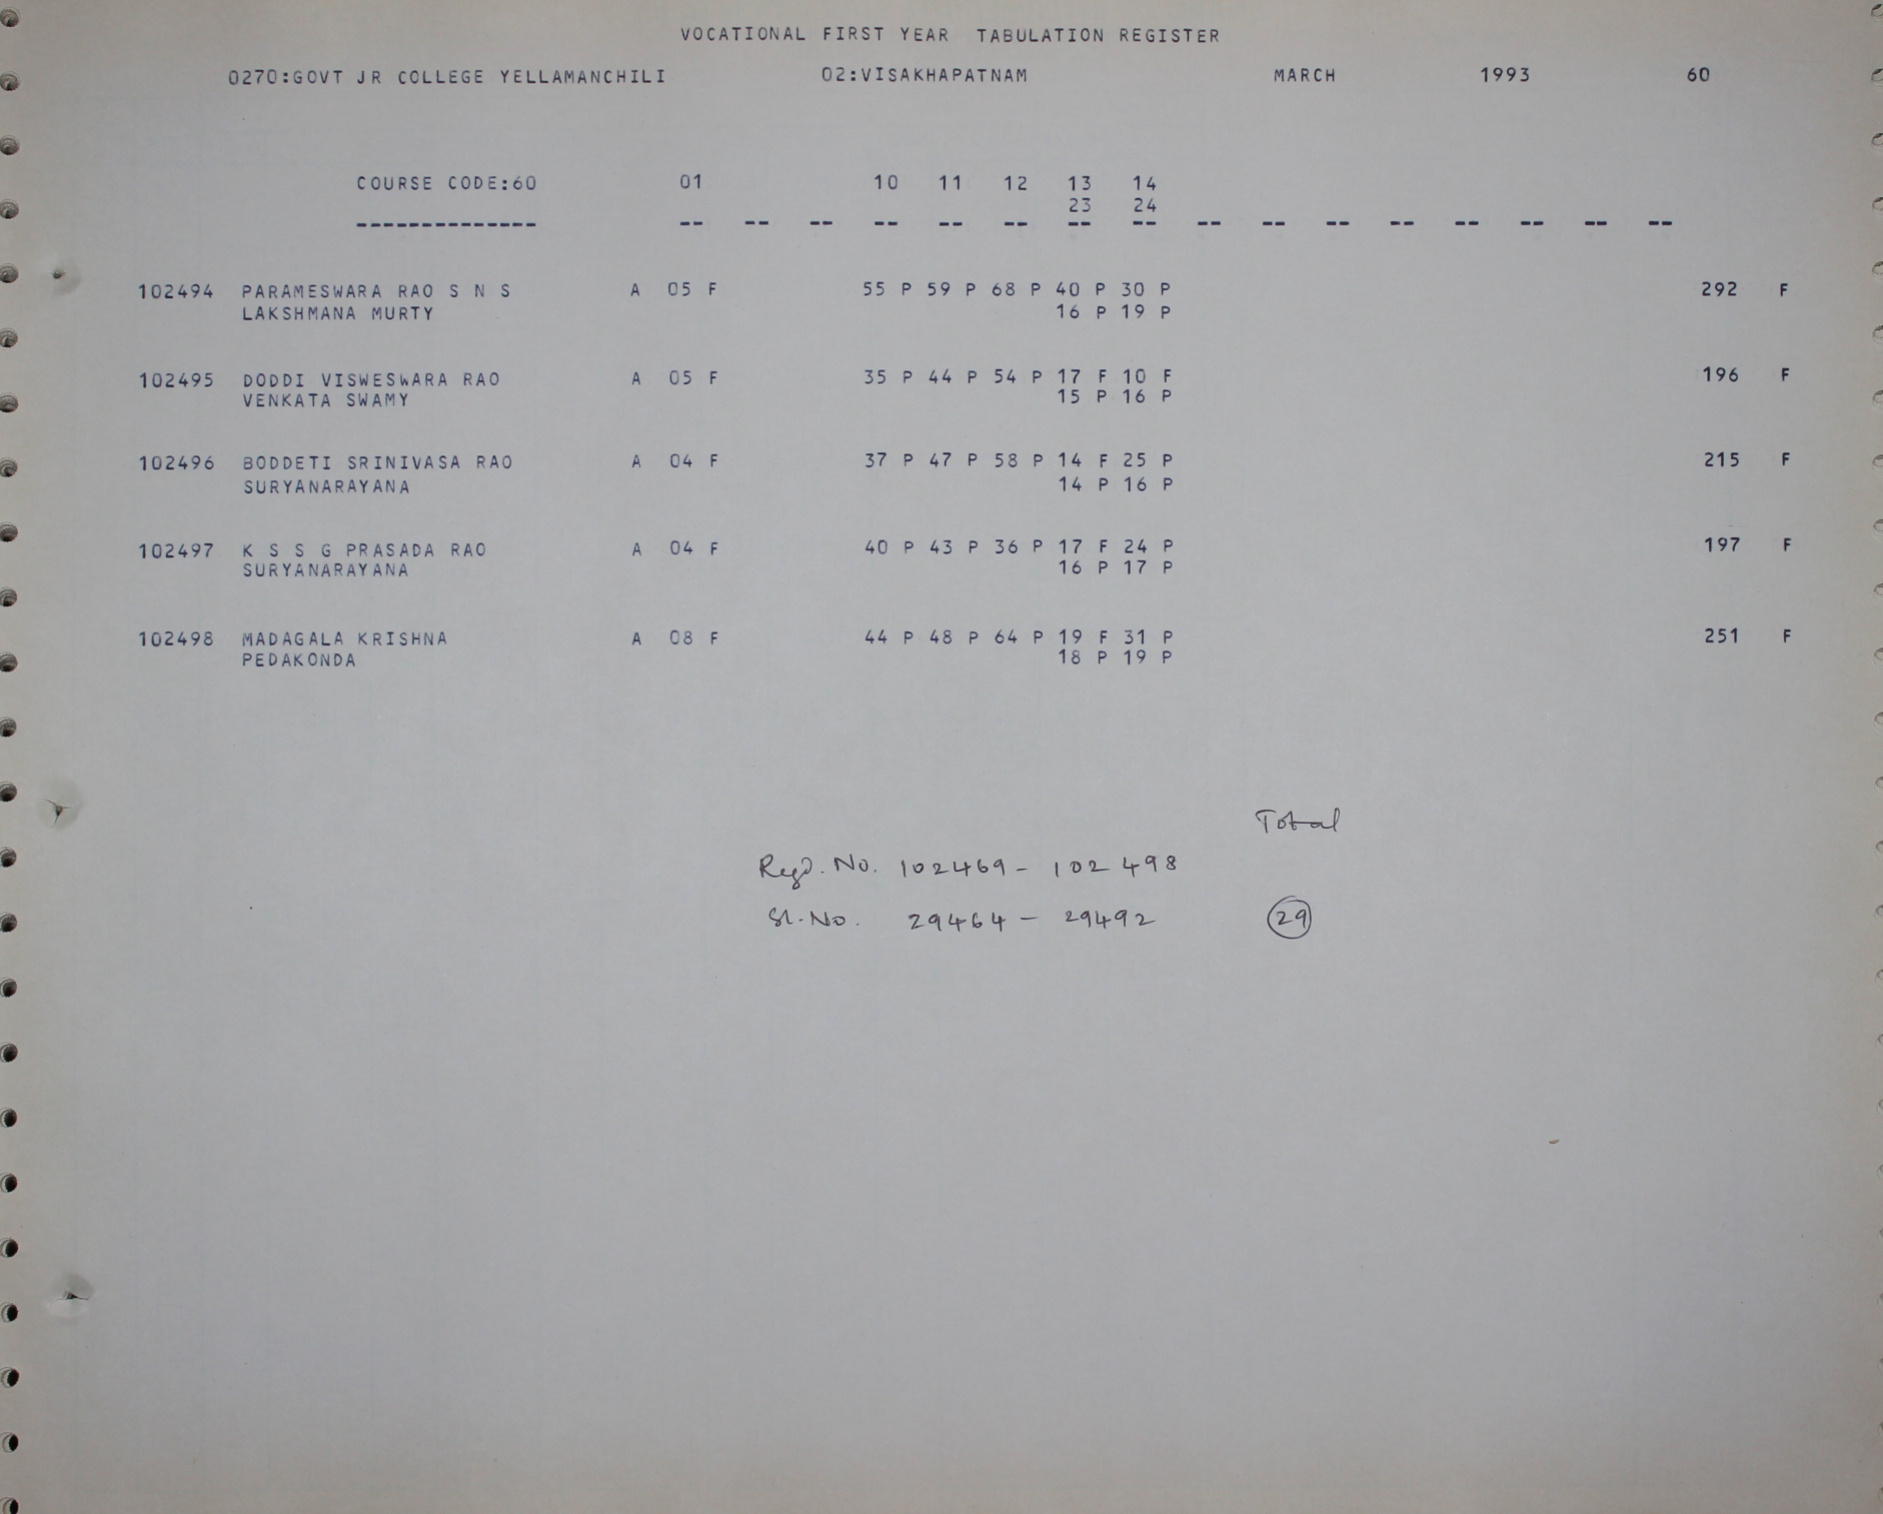 VOCATIONAL FIRST YEAR TABULATION REGISTER
0270:GOVT JR COLLEGE YELLAMANCHILI 02:VISAKHAPATNAM MARCH 1993 60
COURSE CODE:60 01 10 11 12 13 14
23 24
-------------- -- -- -- -- -- -- -- -- -- -- -- -- -- -- -- --
102494 PARAMESWARA RAO S N S A 05 F 55 P 59 P 68 P 40 P 30 P 292 F
LAKSHMANA MURTY 16 P 19 P
102495 DODDI VISWESWARA RAO A 05 F 35 P 44 P 54 P 17 F 10 F 196 F
VENKATA SWAMY 15 P 16 P
102496 BODDETI SRINIVASA RAO A 04 F 37 P 47 P 58 P 14 F 25 P 215 F
SURYANARAYANA 14 P 16 P
102497 K S S G PRASADA RAO A 04 F 40 P 43 P 36 P 17 F 24 P 197 F
SURYANARAYANA 16 P 17 P
102498 MADAGALA KRISHNA A 08 F 44 P 48 P 64 P 19 F 31 P 251 F
PEDAKONDA 18 P 19 P
Total
Regd. No. 102469 - 102498
Sl. No. 29464 - 29492 29